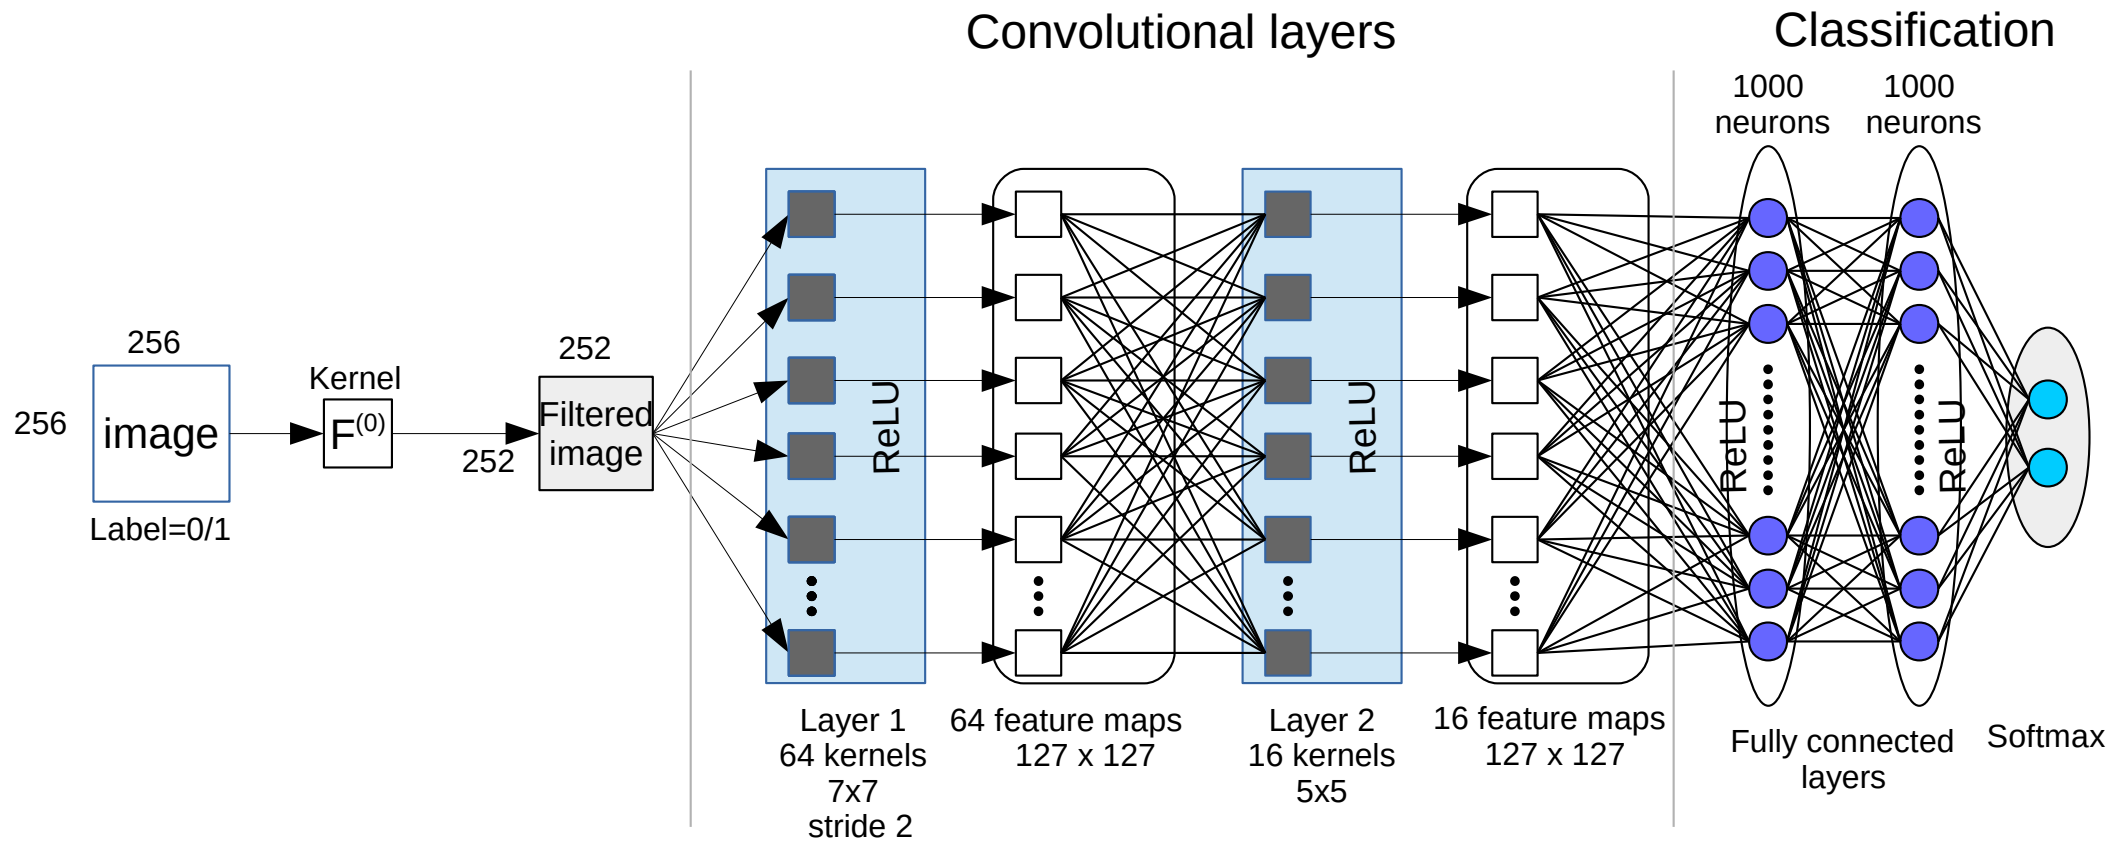 Convolutional layers
Classification
1000
neurons
1000
neurons
256
256
image
Label=0/1
Kernel
F(0)
252
252
Filtered
image
ReLU
ReLU
ReLU
ReLU
Layer 1
64 kernels
7x7
stride 2
64 feature maps
127 x 127
Layer 2
16 kernels
5x5
16 feature maps
127 x 127
Fully connected
layers
Softmax